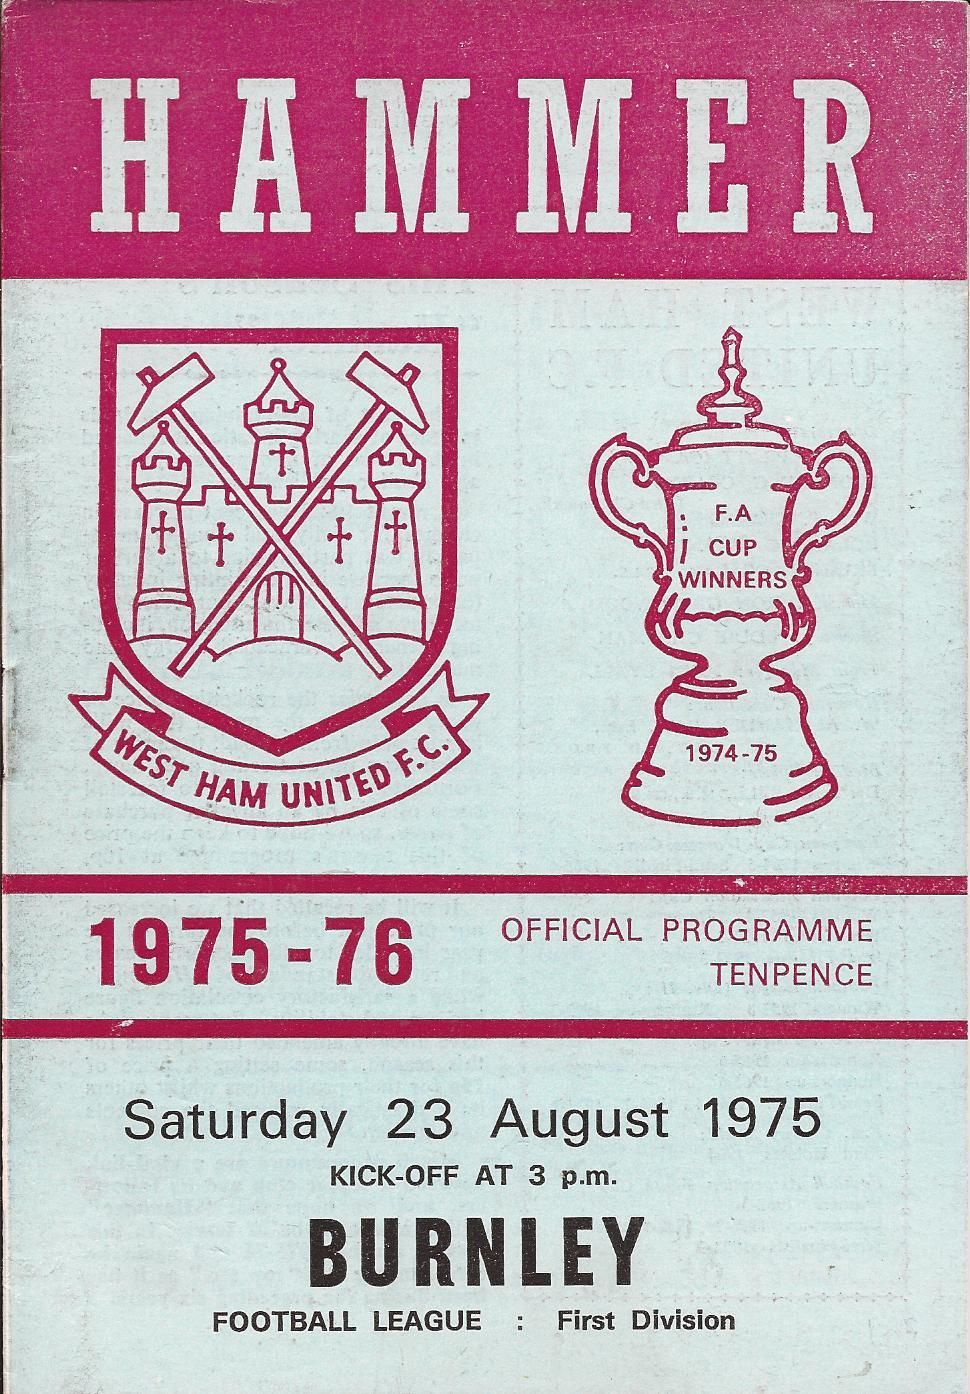 HAMMER
F.A
CUP
WINNERS
1974-75
WEST HAM UNITED F.C.
1975-76
OFFICIAL PROGRAMME
TENPENCE
Saturday 23 August 1975
KICK-OFF AT 3 p.m.
BURNLEY
FOOTBALL LEAGUE : First Division